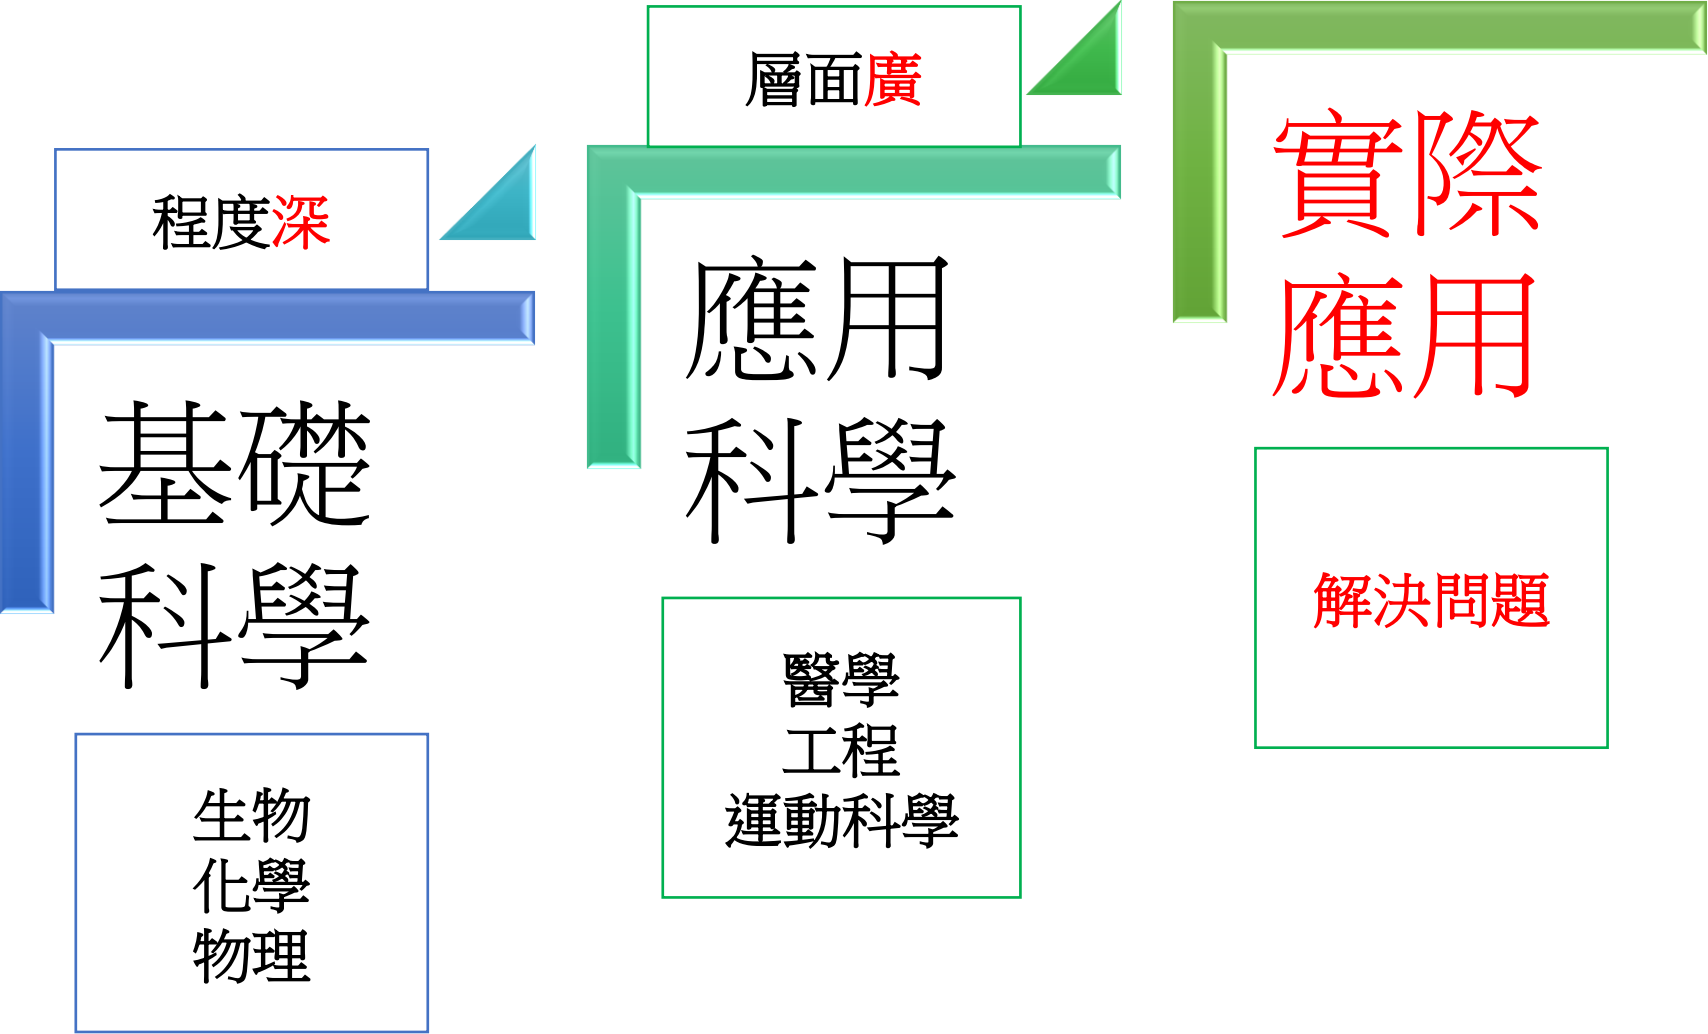 程度深
基礎
科學
生物
化學
物理
層面廣
應用
科學
醫學
工程
運動科學
實際
應用
解決問題